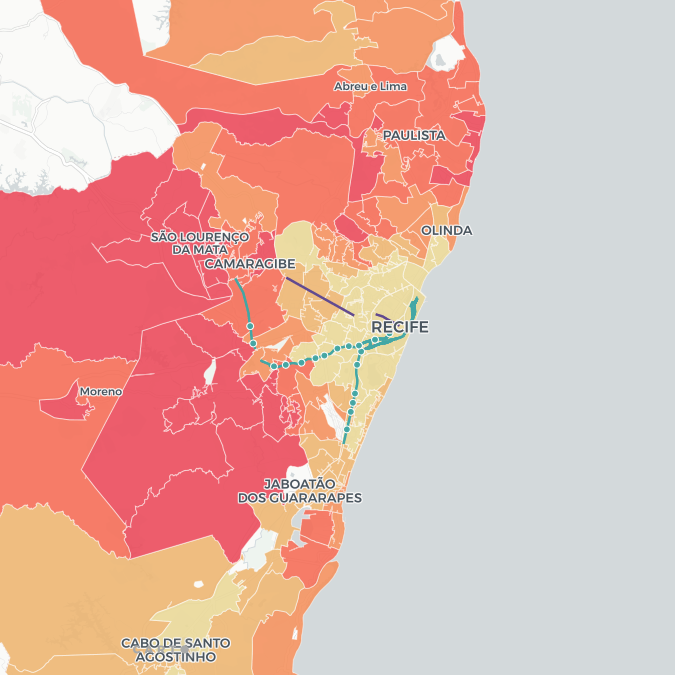 Abreu e Lima
PAULISTA
OLINDA
SÃO LOURENÇO
DA MATA
CAMARAGIBE
RECIFE
Moreno
JABOATÃO
DOS GUARARAPES
CABO DE SANTO
AGOSTINHO